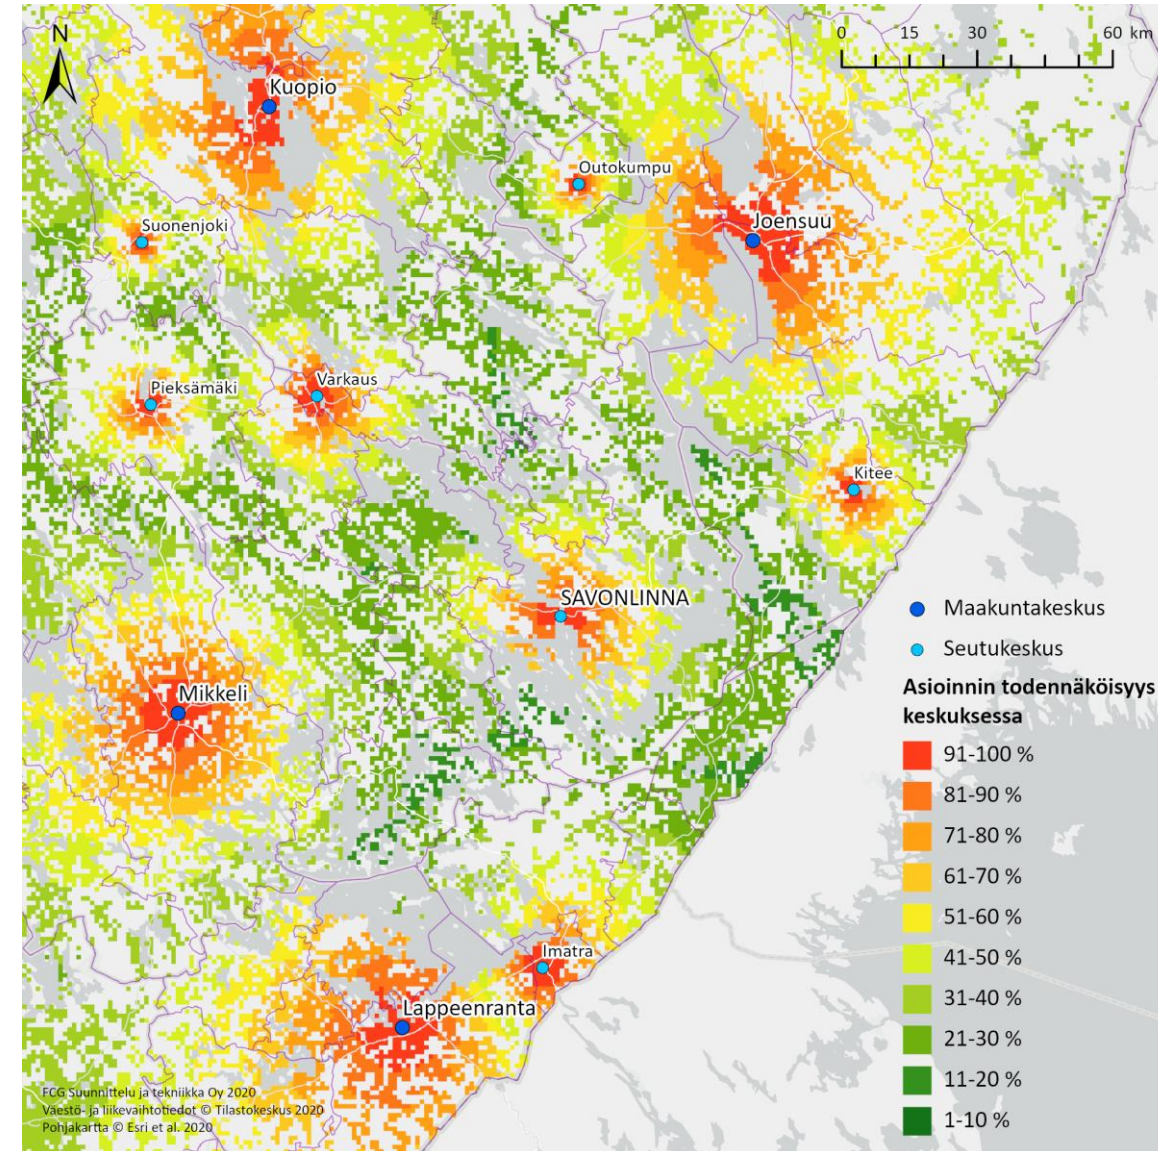 N
0 15 30 60 km
Kuopio
Outokumpu
Suonenjoki
Joensuu
Pieksämäki
Varkaus
Kitee
SAVONLINNA
Mikkeli
Imatra
Lappeenranta
Maakuntakeskus
Seutukeskus
Asioinnin todennäköisyys
keskuksessa
91-100 %
81-90 %
71-80 %
61-70 %
51-60 %
41-50 %
31-40 %
21-30 %
11-20 %
1-10 %
FCG Suunnittelu ja tekniikka Oy 2020
Väestö- ja liikevaihtotiedot © Tilastokeskus 2020
Pohjakartta © Esri et al. 2020